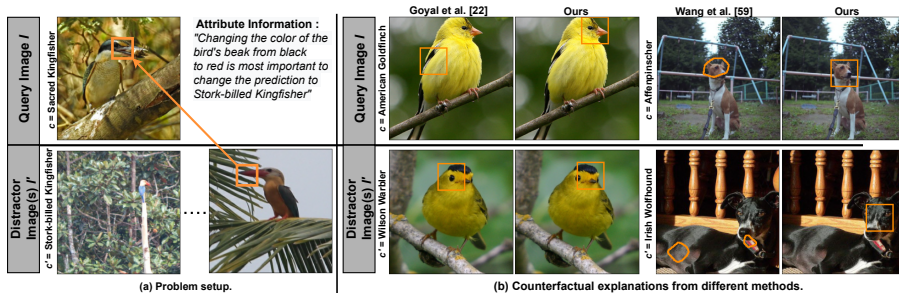 Query Image I
c = Sacred Kingfisher
Attribute Information :
"Changing the color of the
bird's beak from black
to red is most important to
change the prediction to
Stork-billed Kingfisher"
Distractor
Image(s) I'
c' = Stork-billed Kingfisher
(a) Problem setup.
Goyal et al. [22]
Ours
Wang et al. [59]
Ours
Query Image I
c = American Goldfinch
c = Affenpinscher
Distractor
Image(s) I'
c' = Wilson Warbler
c' = Irish Wolfhound
(b) Counterfactual explanations from different methods.